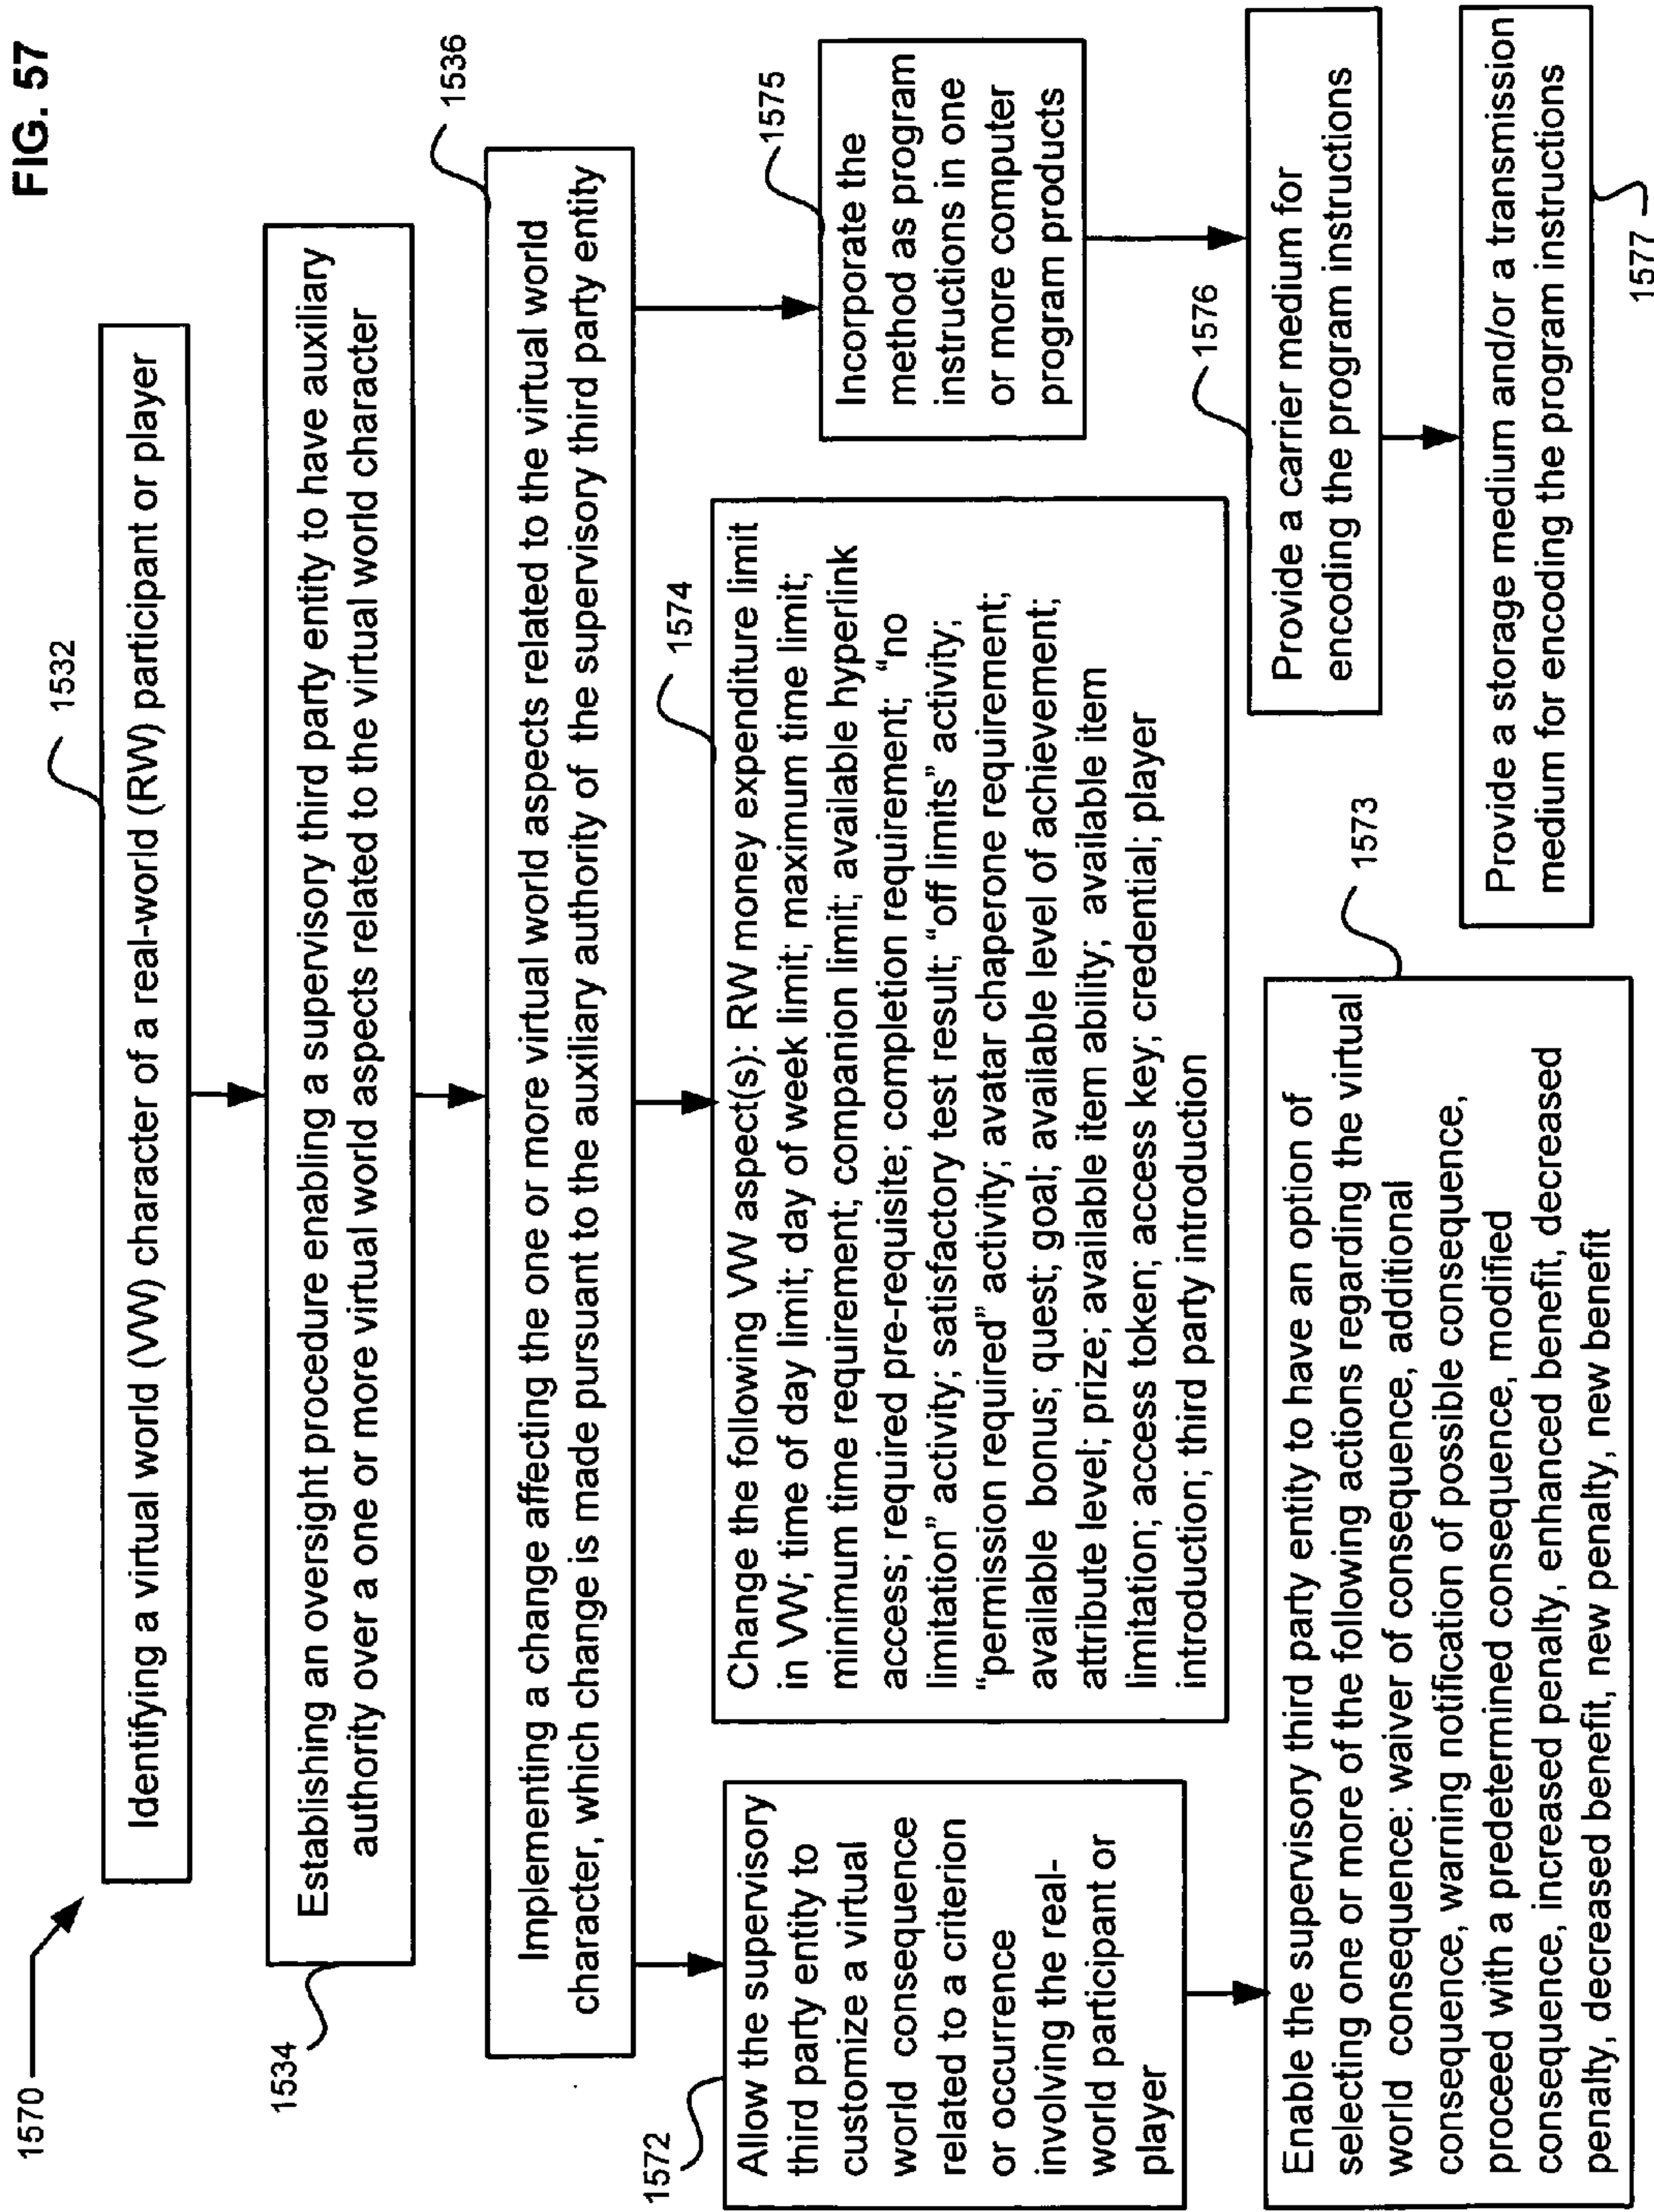 FIG. 57
1570
1532
Identifying a virtual world (VW) character of a real-world (RW) participant or player
1534
Establishing an oversight procedure enabling a supervisory third party entity to have auxiliary
authority over a one or more virtual world aspects related to the virtual world character
1536
Implementing a change affecting the one or more virtual world aspects related to the virtual world
character, which change is made pursuant to the auxiliary authority of the supervisory third party entity
1572
Allow the supervisory
third party entity to
customize a virtual
world consequence
related to a criterion
or occurrence
involving the real-
world participant or
player
1574
Change the following VW aspect(s): RW money expenditure limit
in VW; time of day limit; day of week limit; maximum time limit;
minimum time requirement; companion limit; available hyperlink
access; required pre-requisite; completion requirement; “no
limitation” activity; satisfactory test result; “off limits” activity;
“permission required” activity; avatar chaperone requirement;
available bonus; quest; goal; available level of achievement;
attribute level; prize; available item ability; available item
limitation; access token; access key; credential; player
introduction; third party introduction
1575
Incorporate the
method as program
instructions in one
or more computer
program products
1576
Provide a carrier medium for
encoding the program instructions
1573
Enable the supervisory third party entity to have an option of
selecting one or more of the following actions regarding the virtual
world consequence: waiver of consequence, additional
consequence, warning notification of possible consequence,
proceed with a predetermined consequence, modified
consequence, increased penalty, enhanced benefit, decreased
penalty, decreased benefit, new penalty, new benefit
Provide a storage medium and/or a transmission
medium for encoding the program instructions
1577